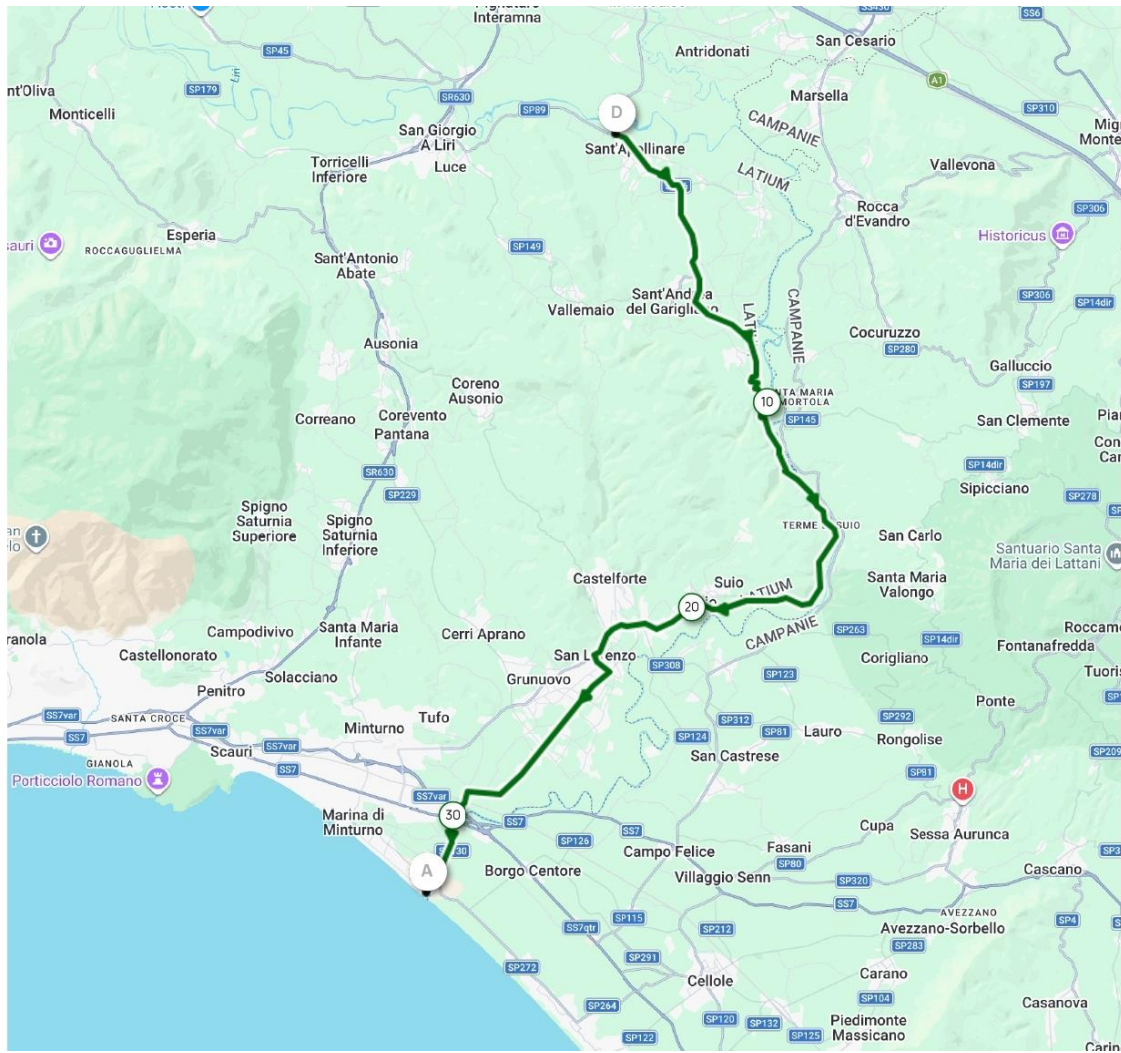 SP45
Liri
Interamna
Antridonati
San Cesario
SS430
SS6
A1
nt'Oliva
Monticelli
SP179
SR630
SP89
D
Marsella
CAMPANIE
SP310
San Giorgio
A Liri
Luce
Sant'Apollinare
Torricelli
Inferiore
LATIUM
Vallevona
Rocca
d'Evandro
SP306
Esperia
ROCCAGUGLIELMA
sauri
Sant'Antonio
Abate
SP149
Historicus
SP306
SP14dir
Vallemaio
del Garigliano
CAMPANIE
Cocuruzzo
SP280
Galluccio
SP197
Ausonia
Coreno
Ausonio
10
SP145
San Clemente
Correano
Corevento
Pantana
SR630
SP229
SP14dir
Sipicciano
SP278
Spigno
Saturnia
Superiore
Spigno
Saturnia
Inferiore
San Carlo
Santuario Santa
Maria dei Lattani
Castelforte
Suio
LATIUM
Santa Maria
Valongo
20
CAMPANIE
SP263
SP14dir
Campodivivo
Santa Maria
Infante
Cerri Aprano
Castellonorato
Solacciano
Penitro
SP308
SP123
Corigliano
Fontanafredda
Grunuovo
Ponte
SS7var
SS7
SANTA CROCE
SS7var
Scauri
SS7
GIANOLA
Porticciolo Romano
Minturno
Tufo
SP312
SP81
Lauro
SP292
Rongolise
SP124
San Castrese
SP81
H
SS7var
Marina di
Minturno
30
SS7
SP126
SS7
Campo Felice
Fasani
SP80
Cupa
Sessa Aurunca
A
Borgo Centore
Villaggio Senn
SP320
SS7
Cascano
AVEZZANO
Avezzano-Sorbello
SP283
SP4
SP115
SP212
SS7qtr
SP291
SP272
Cellole
Carano
SP104
Casanova
SP264
SP122
SP120
SP132
SP125
Piedimonte
Massicano